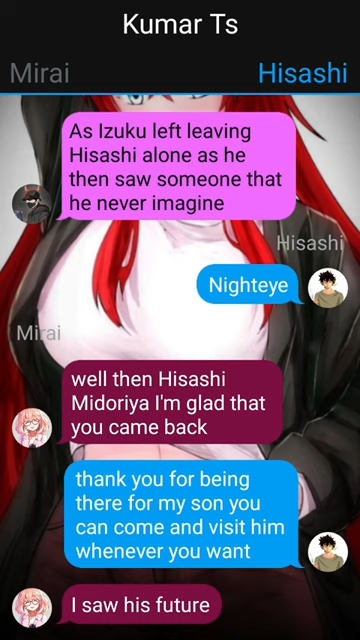 Kumar Ts
Mirai
Hisashi
As Izuku left leaving
Hisashi alone as he
then saw someone that
he never imagine
Hisashi
Nighteye
Mirai
well then Hisashi
Midoriya I'm glad that
you came back
thank you for being
there for my son you
can come and visit him
whenever you want
I saw his future